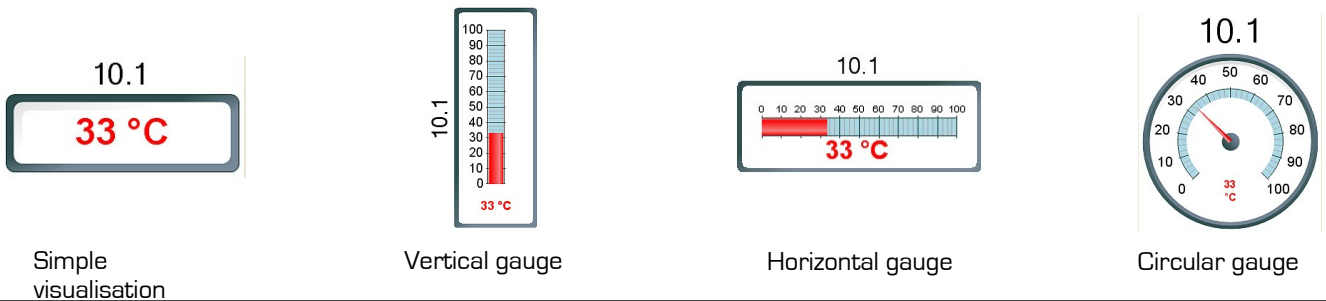 10.1
33 °C
Simple
visualisation
10.1
100
90
80
70
60
50
40
30
20
10
0
33 °C
Vertical gauge
10.1
0 10 20 30 40 50 60 70 80 90 100
33 °C
Horizontal gauge
10.1
0 10 20 30 40 50 60 70 80 90 100
33
°C
Circular gauge